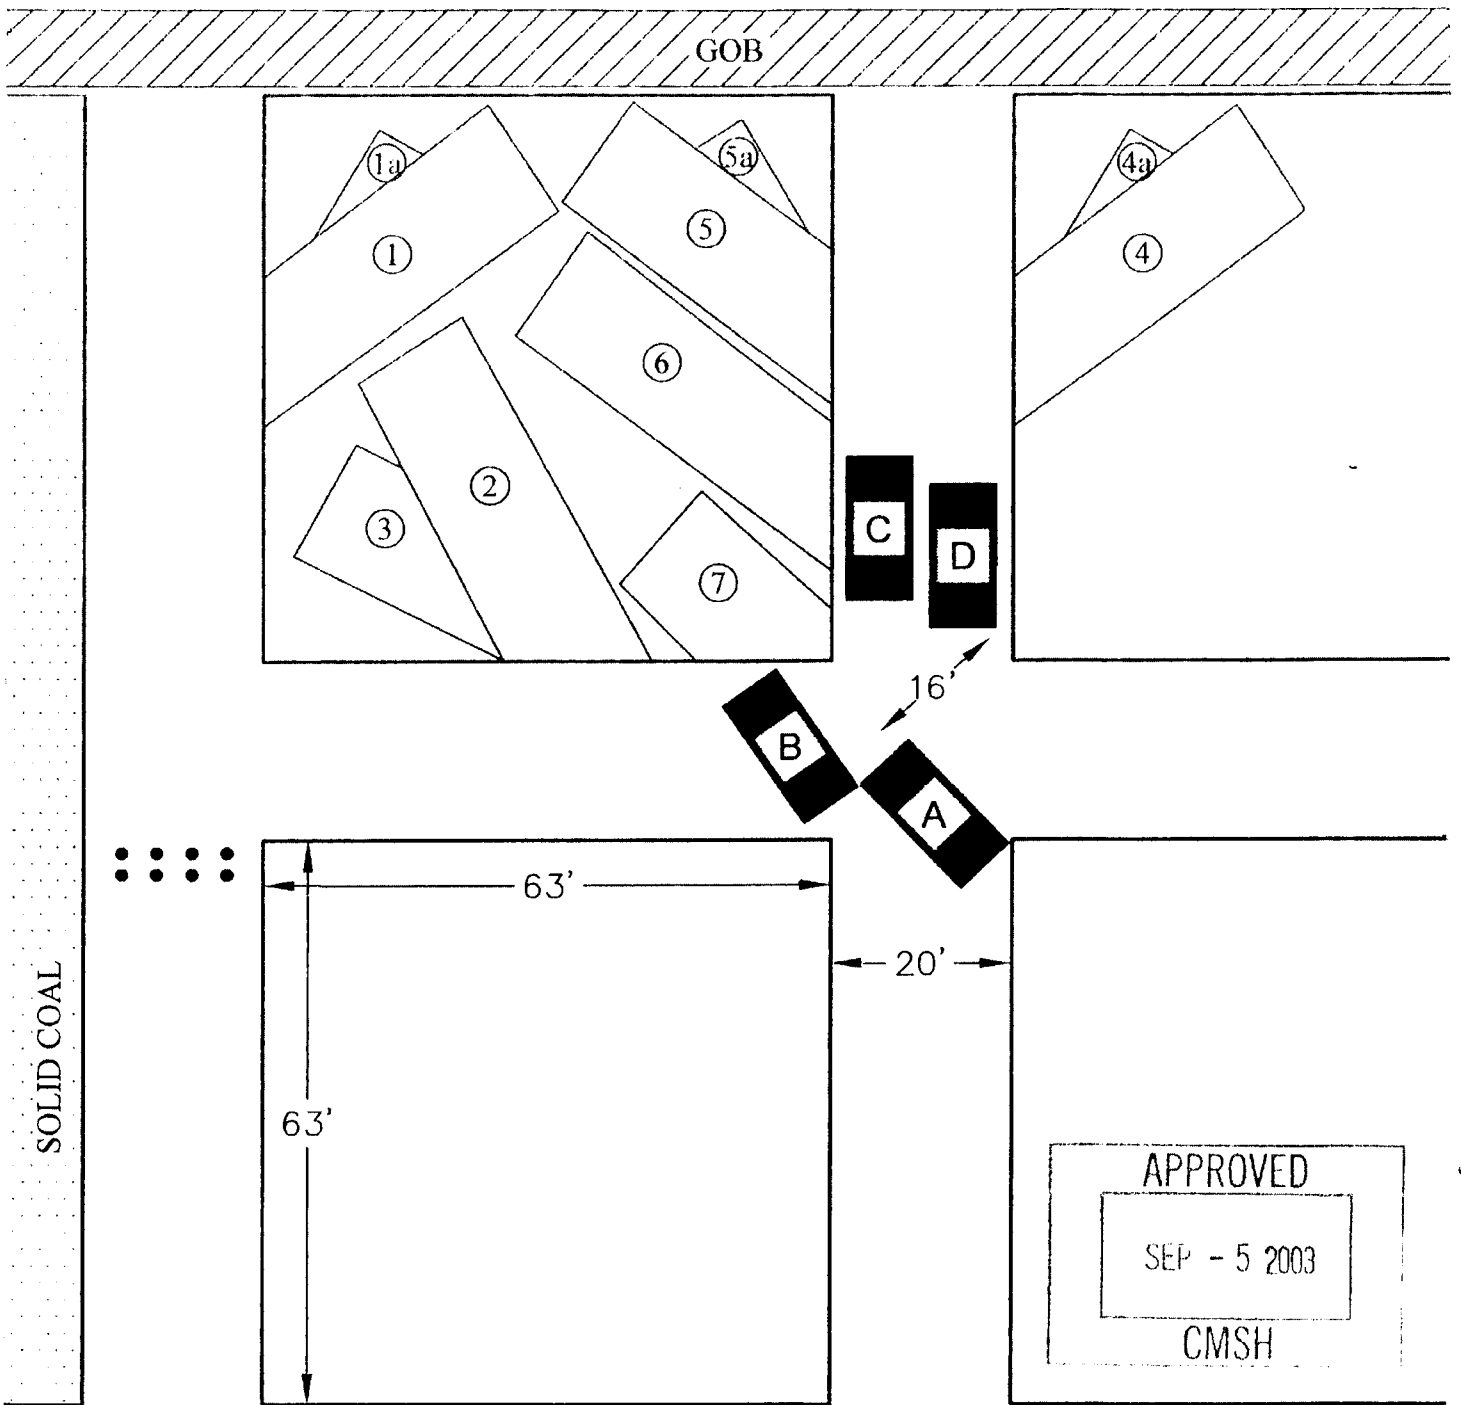 GOB
1a
5a
4a
1
5
4
6
2
3
7
C
D
B
A
16'
63'
20'
63'
SOLID COAL
APPROVED
SEP - 5 2003
CMSH